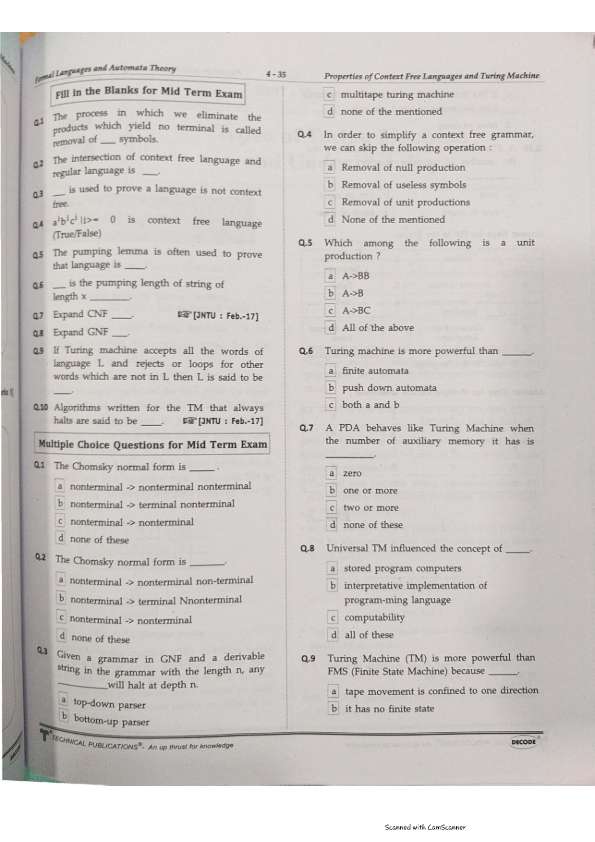 Formal Languages and Automata Theory
4 - 35
Properties of Context Free Languages and Turing Machine
Fill in the Blanks for Mid Term Exam
Q.1 The process in which we eliminate the
products which yield no terminal is called
removal of ___ symbols.
Q.2 The intersection of context free language and
regular language is ___.
Q.3 ___ is used to prove a language is not context
free.
Q.4 a^i b^i c^i |i>= 0 is context free language
(True/False)
Q.5 The pumping lemma is often used to prove
that language is ____.
Q.6 ___ is the pumping length of string of
length x ________.
Q.7 Expand CNF ____. [JNTU : Feb.-17]
Q.8 Expand GNF ___.
Q.9 If Turing machine accepts all the words of
language L and rejects or loops for other
words which are not in L then L is said to be
____.
Q.10 Algorithms written for the TM that always
halts are said to be ____. [JNTU : Feb.-17]
Multiple Choice Questions for Mid Term Exam
Q.1 The Chomsky normal form is _____ .
a nonterminal -> nonterminal nonterminal
b nonterminal -> terminal nonterminal
c nonterminal -> nonterminal
d none of these
Q.2 The Chomsky normal form is _______.
a nonterminal -> nonterminal non-terminal
b nonterminal -> terminal Nnonterminal
c nonterminal -> nonterminal
d none of these
Q.3 Given a grammar in GNF and a derivable
string in the grammar with the length n, any
__________will halt at depth n.
a top-down parser
b bottom-up parser
c multitape turing machine
d none of the mentioned
Q.4 In order to simplify a context free grammar,
we can skip the following operation :
a Removal of null production
b Removal of useless symbols
c Removal of unit productions
d None of the mentioned
Q.5 Which among the following is a unit
production ?
a A->BB
b A->B
c A->BC
d All of the above
Q.6 Turing machine is more powerful than ______.
a finite automata
b push down automata
c both a and b
Q.7 A PDA behaves like Turing Machine when
the number of auxiliary memory it has is
__________.
a zero
b one or more
c two or more
d none of these
Q.8 Universal TM influenced the concept of _____.
a stored program computers
b interpretative implementation of
program-ming language
c computability
d all of these
Q.9 Turing Machine (TM) is more powerful than
FMS (Finite State Machine) because ______.
a tape movement is confined to one direction
b it has no finite state
TECHNICAL PUBLICATIONS® - An up thrust for knowledge
DECODE®
Scanned with CamScanner